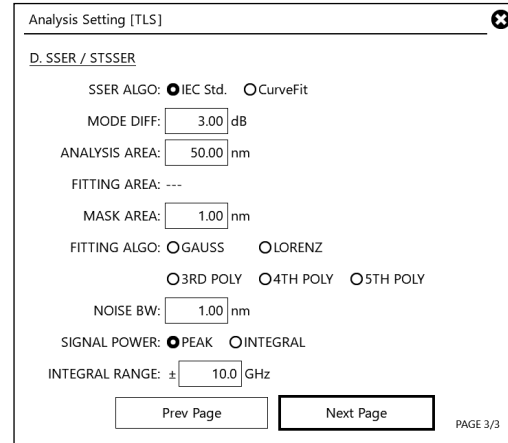 Analysis Setting [TLS]
D. SSER / STSSER
SSER ALGO: IEC Std. CurveFit
MODE DIFF: 3.00 dB
ANALYSIS AREA: 50.00 nm
FITTING AREA: ---
MASK AREA: 1.00 nm
FITTING ALGO: GAUSS LORENZ
3RD POLY 4TH POLY 5TH POLY
NOISE BW: 1.00 nm
SIGNAL POWER: PEAK INTEGRAL
INTEGRAL RANGE: ± 10.0 GHz
Prev Page Next Page
PAGE 3/3